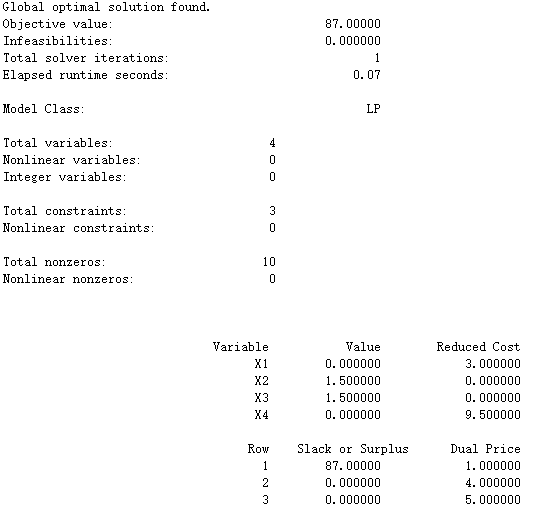 Global optimal solution found.
Objective value: 87.00000
Infeasibilities: 0.000000
Total solver iterations: 1
Elapsed runtime seconds: 0.07
Model Class: LP
Total variables: 4
Nonlinear variables: 0
Integer variables: 0
Total constraints: 3
Nonlinear constraints: 0
Total nonzeros: 10
Nonlinear nonzeros: 0
Variable Value Reduced Cost
X1 0.000000 3.000000
X2 1.500000 0.000000
X3 1.500000 0.000000
X4 0.000000 9.500000
Row Slack or Surplus Dual Price
1 87.00000 1.000000
2 0.000000 4.000000
3 0.000000 5.000000